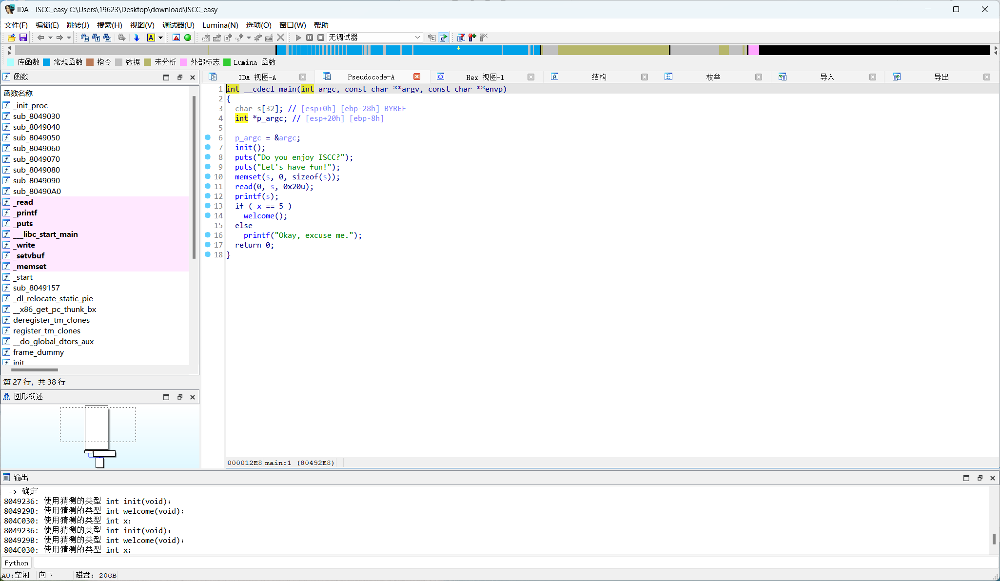 IDA - ISCC_easy C:\Users\19623\Desktop\download\ISCC_easy
文件(F) 编辑(E) 跳转(J) 搜索(H) 视图(V) 调试器(U) Lumina(N) 选项(O) 窗口(W) 帮助
无调试器
库函数 常规函数 指令 数据 未分析 外部标志 Lumina 函数
函数
函数名称
_init_proc
sub_8049030
sub_8049040
sub_8049050
sub_8049060
sub_8049070
sub_8049080
sub_8049090
sub_80490A0
_read
_printf
_puts
___libc_start_main
_write
_setvbuf
_memset
_start
sub_8049157
_dl_relocate_static_pie
__x86_get_pc_thunk_bx
deregister_tm_clones
register_tm_clones
__do_global_dtors_aux
frame_dummy
init
第 27 行, 共 38 行
图形概述
IDA 视图-A Pseudocode-A Hex 视图-1 结构 枚举 导入 导出
1 int __cdecl main(int argc, const char **argv, const char **envp)
2 {
3 char s[32]; // [esp+0h] [ebp-28h] BYREF
4 int *p_argc; // [esp+20h] [ebp-8h]
5
6 p_argc = &argc;
7 init();
8 puts("Do you enjoy ISCC?");
9 puts("Let's have fun!");
10 memset(s, 0, sizeof(s));
11 read(0, s, 0x20u);
12 printf(s);
13 if ( x == 5 )
14 welcome();
15 else
16 printf("Okay, excuse me.");
17 return 0;
18 }
000012E8 main:1 (80492E8)
输出
-> 确定
8049236: 使用猜测的类型 int init(void);
804929B: 使用猜测的类型 int welcome(void);
804C030: 使用猜测的类型 int x;
8049236: 使用猜测的类型 int init(void);
804929B: 使用猜测的类型 int welcome(void);
804C030: 使用猜测的类型 int x;
Python
AU: 空闲 向下 磁盘: 20GB